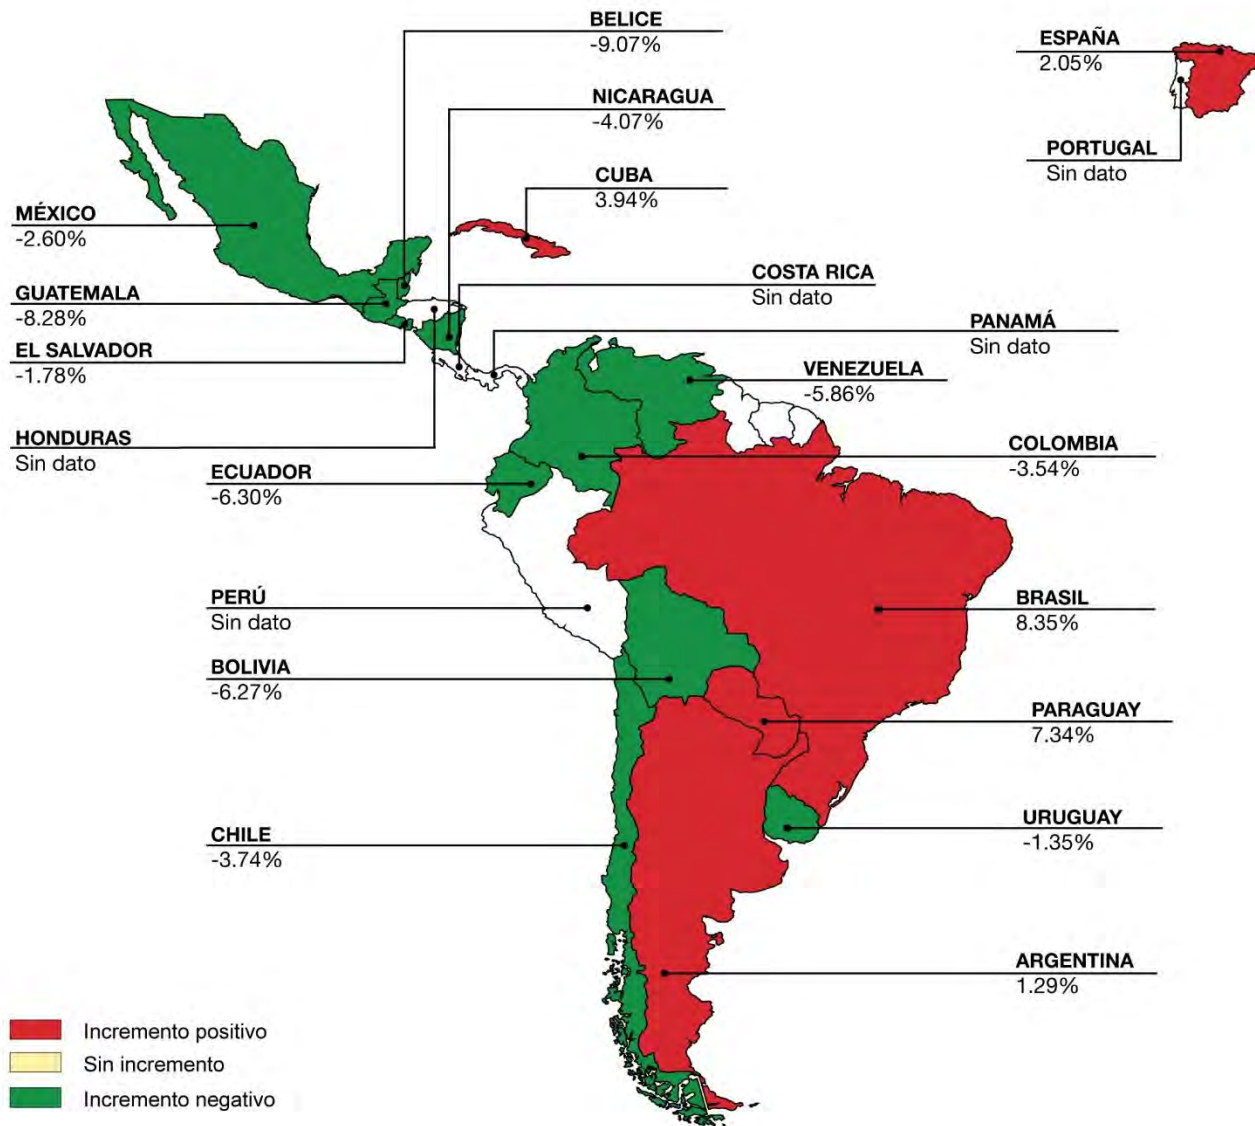 BELICE
-9.07%
ESPAÑA
2.05%
NICARAGUA
-4.07%
PORTUGAL
Sin dato
CUBA
3.94%
MÉXICO
-2.60%
COSTA RICA
Sin dato
GUATEMALA
-8.28%
PANAMÁ
Sin dato
EL SALVADOR
-1.78%
VENEZUELA
-5.86%
HONDURAS
Sin dato
COLOMBIA
-3.54%
ECUADOR
-6.30%
PERÚ
Sin dato
BRASIL
8.35%
BOLIVIA
-6.27%
PARAGUAY
7.34%
CHILE
-3.74%
URUGUAY
-1.35%
ARGENTINA
1.29%
Incremento positivo
Sin incremento
Incremento negativo